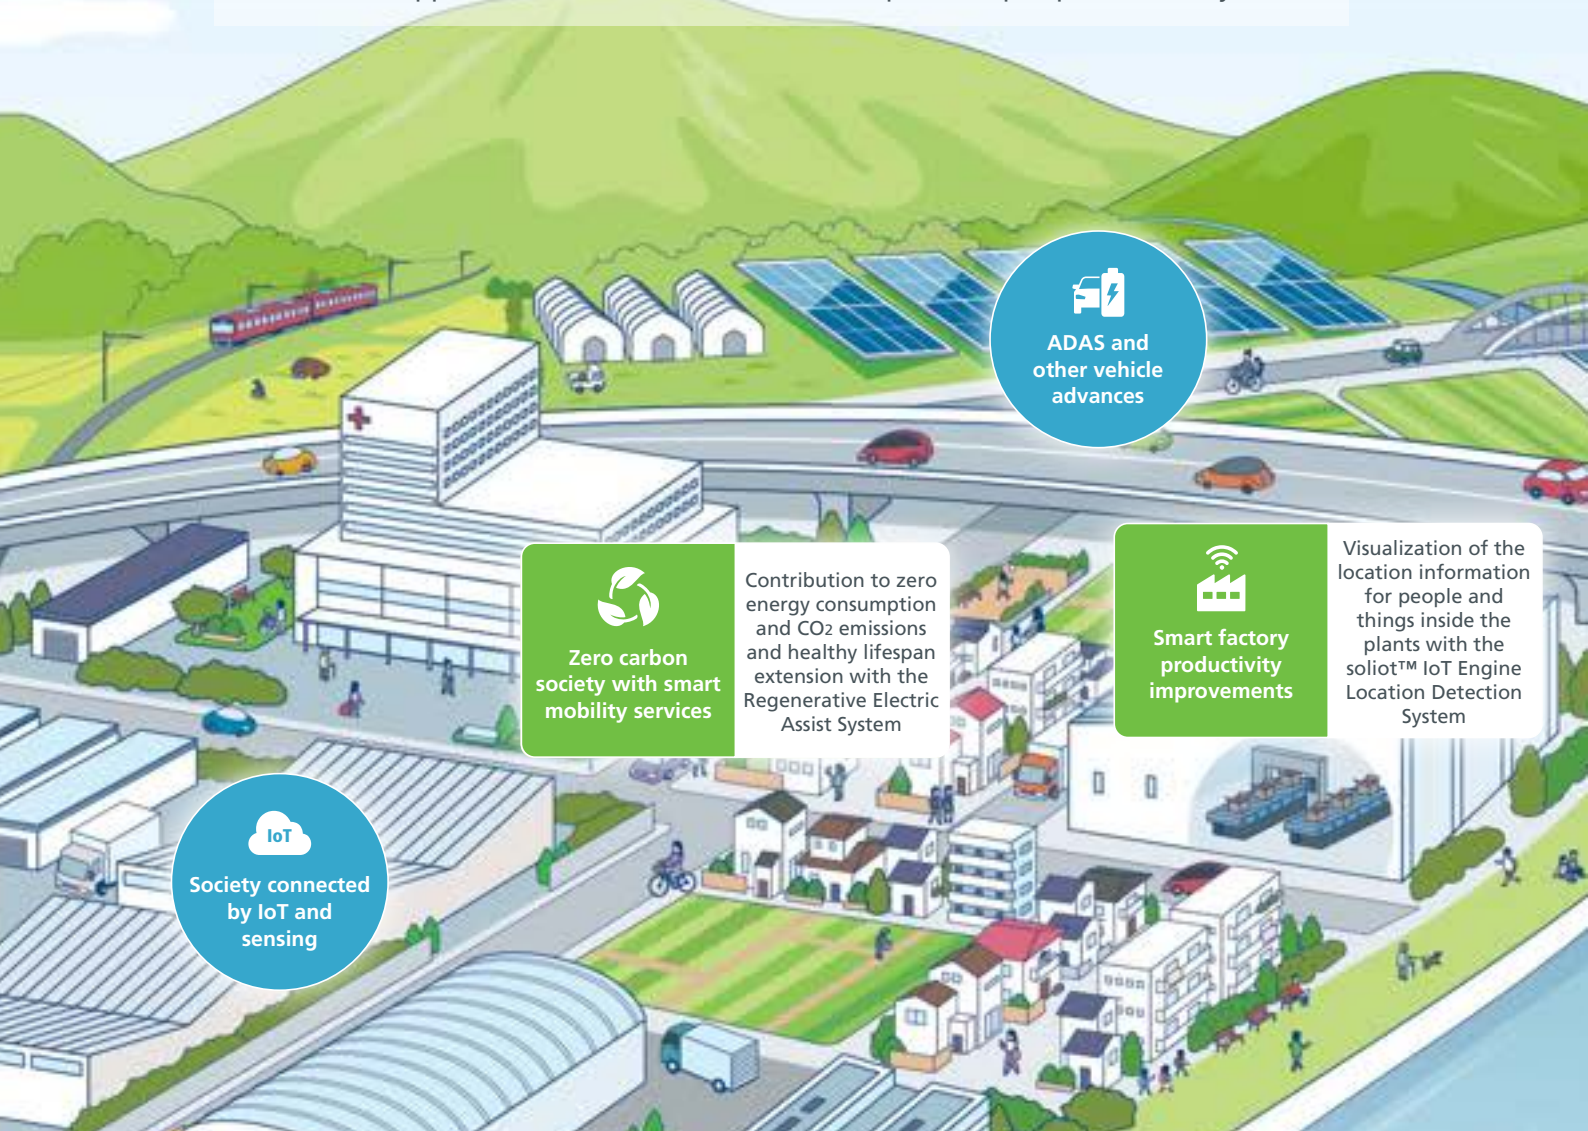 ADAS and
other vehicle
advances
Zero carbon
society with smart
mobility services
Contribution to zero
energy consumption
and CO2 emissions
and healthy lifespan
extension with the
Regenerative Electric
Assist System
Smart factory
productivity
improvements
Visualization of the
location information
for people and
things inside the
plants with the
soliot™ IoT Engine
Location Detection
System
IoT
Society connected
by IoT and
sensing